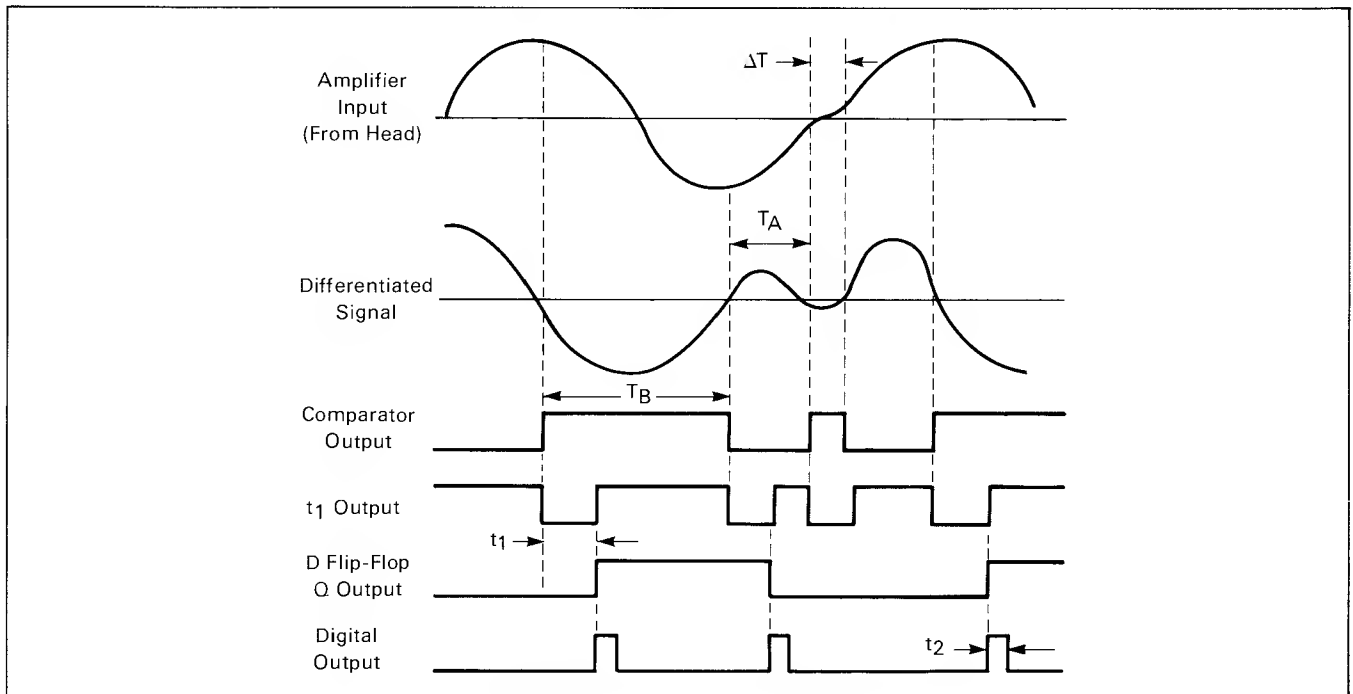 Amplifier
Input
(From Head)
ΔT
TA
Differentiated
Signal
TB
Comparator
Output
t1 Output
t1
D Flip-Flop
Q Output
Digital
Output
t2